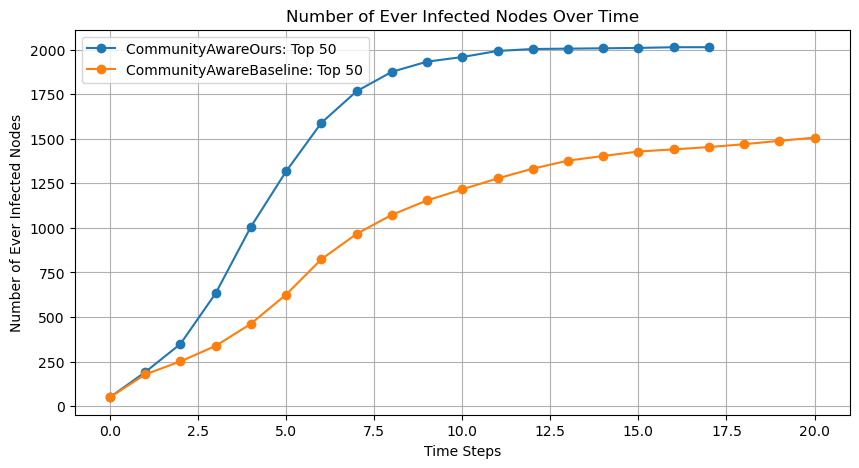 Number of Ever Infected Nodes Over Time
CommunityAwareOurs: Top 50
CommunityAwareBaseline: Top 50
Number of Ever Infected Nodes
2000
1750
1500
1250
1000
750
500
250
0
0.0 2.5 5.0 7.5 10.0 12.5 15.0 17.5 20.0
Time Steps